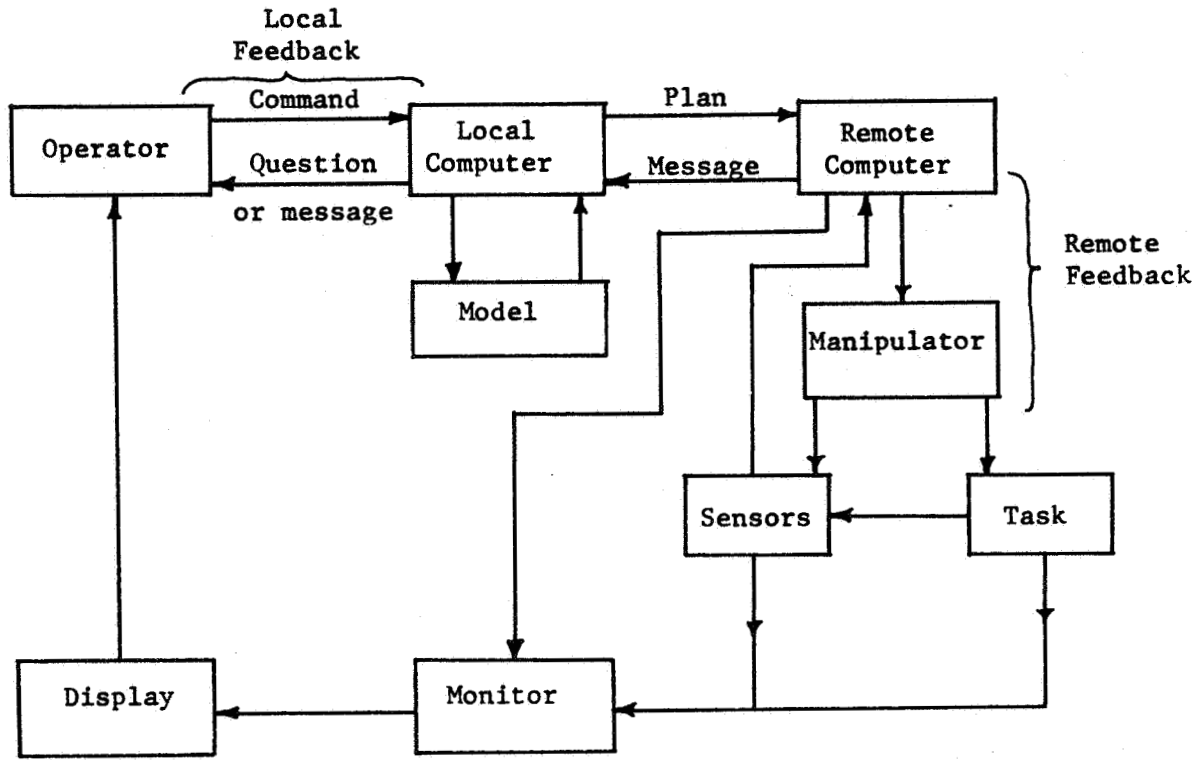 Local
Feedback
Command
Plan
Operator
Local
Computer
Remote
Computer
Question
or message
Message
Remote
Feedback
Model
Manipulator
Sensors
Task
Display
Monitor